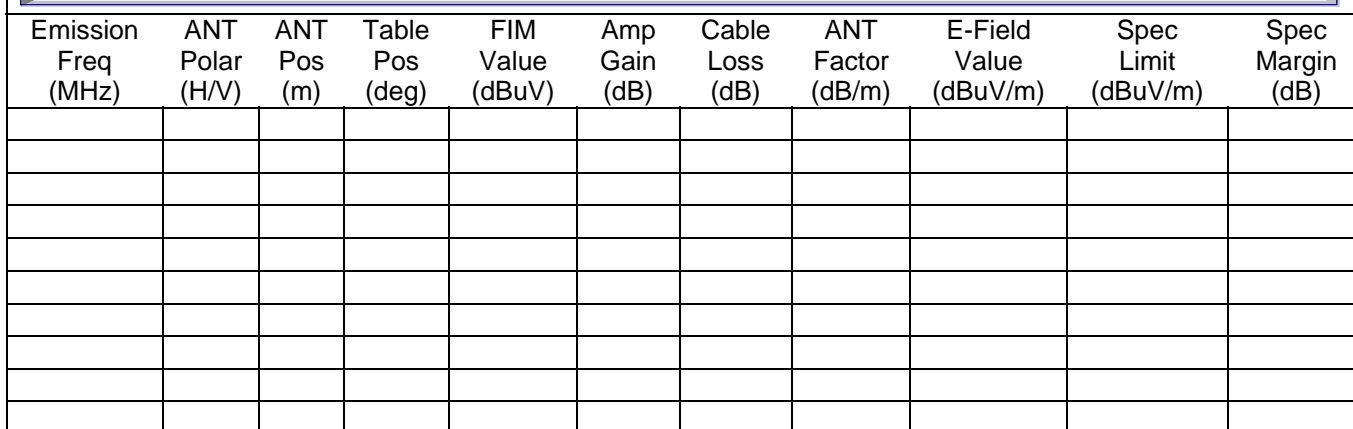 Emission ANT ANT Table FIM Amp Cable ANT E-Field Spec Spec
Freq Polar Pos Pos Value Gain Loss Factor Value Limit Margin
(MHz) (H/V) (m) (deg) (dBuV) (dB) (dB) (dB/m) (dBuV/m) (dBuV/m) (dB)